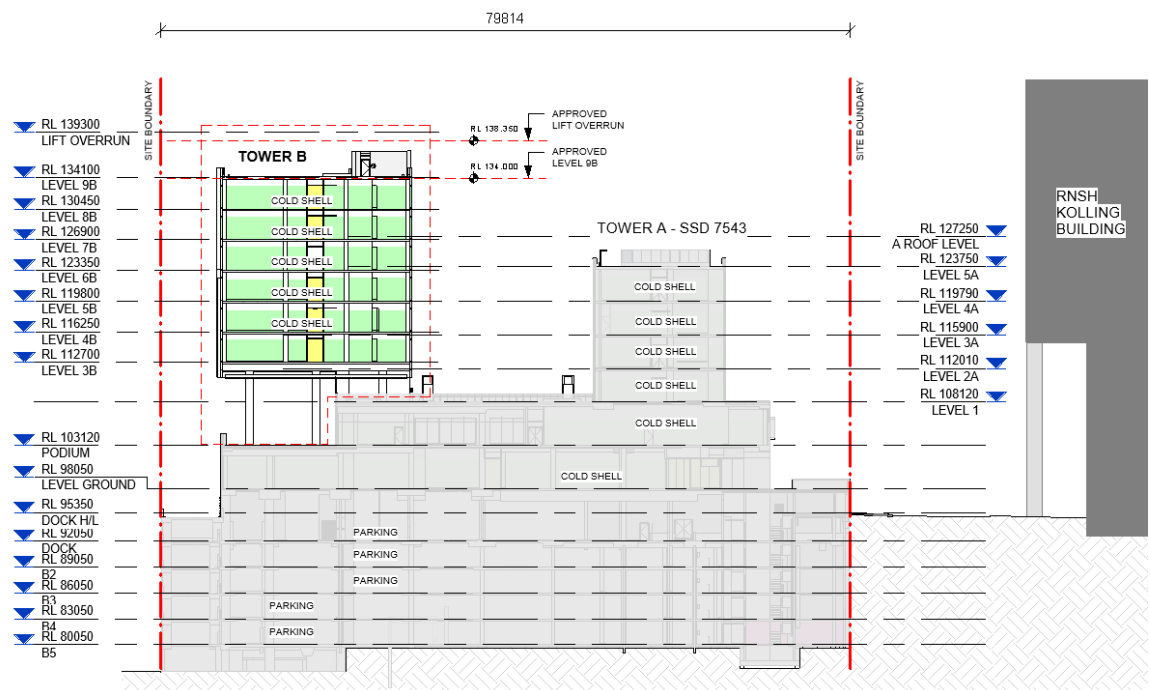 79814
SITE BOUNDARY
SITE BOUNDARY
RL 139300
LIFT OVERRUN
RL 138.350
APPROVED
LIFT OVERRUN
TOWER B
RL 134.000
APPROVED
LEVEL 9B
RL 134100
LEVEL 9B
RL 130450
LEVEL 8B
RL 126900
LEVEL 7B
RL 123350
LEVEL 6B
RL 119800
LEVEL 5B
RL 116250
LEVEL 4B
RL 112700
LEVEL 3B
COLD SHELL
COLD SHELL
COLD SHELL
COLD SHELL
COLD SHELL
TOWER A - SSD 7543
COLD SHELL
COLD SHELL
COLD SHELL
COLD SHELL
COLD SHELL
RL 127250
A ROOF LEVEL
RL 123750
LEVEL 5A
RL 119790
LEVEL 4A
RL 115900
LEVEL 3A
RL 112010
LEVEL 2A
RL 108120
LEVEL 1
RNSH
KOLLING
BUILDING
RL 103120
PODIUM
RL 98050
LEVEL GROUND
COLD SHELL
RL 95350
DOCK H/L
RL 92050
DOCK
RL 89050
B2
RL 86050
B3
RL 83050
B4
RL 80050
B5
PARKING
PARKING
PARKING
PARKING
PARKING